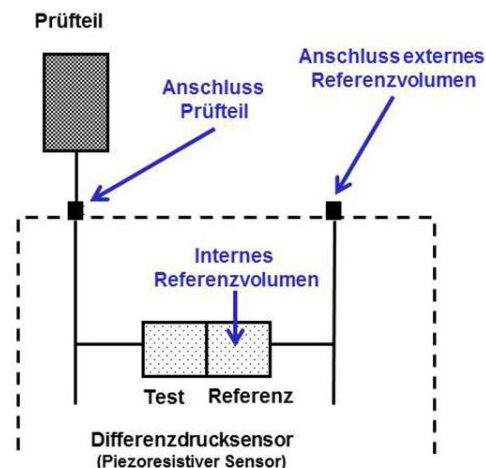 Prüfteil
Anschluss externes
Referenzvolumen
Anschluss
Prüfteil
Internes
Referenzvolumen
Test Referenz
Differenzdrucksensor
(Piezoresistiver Sensor)